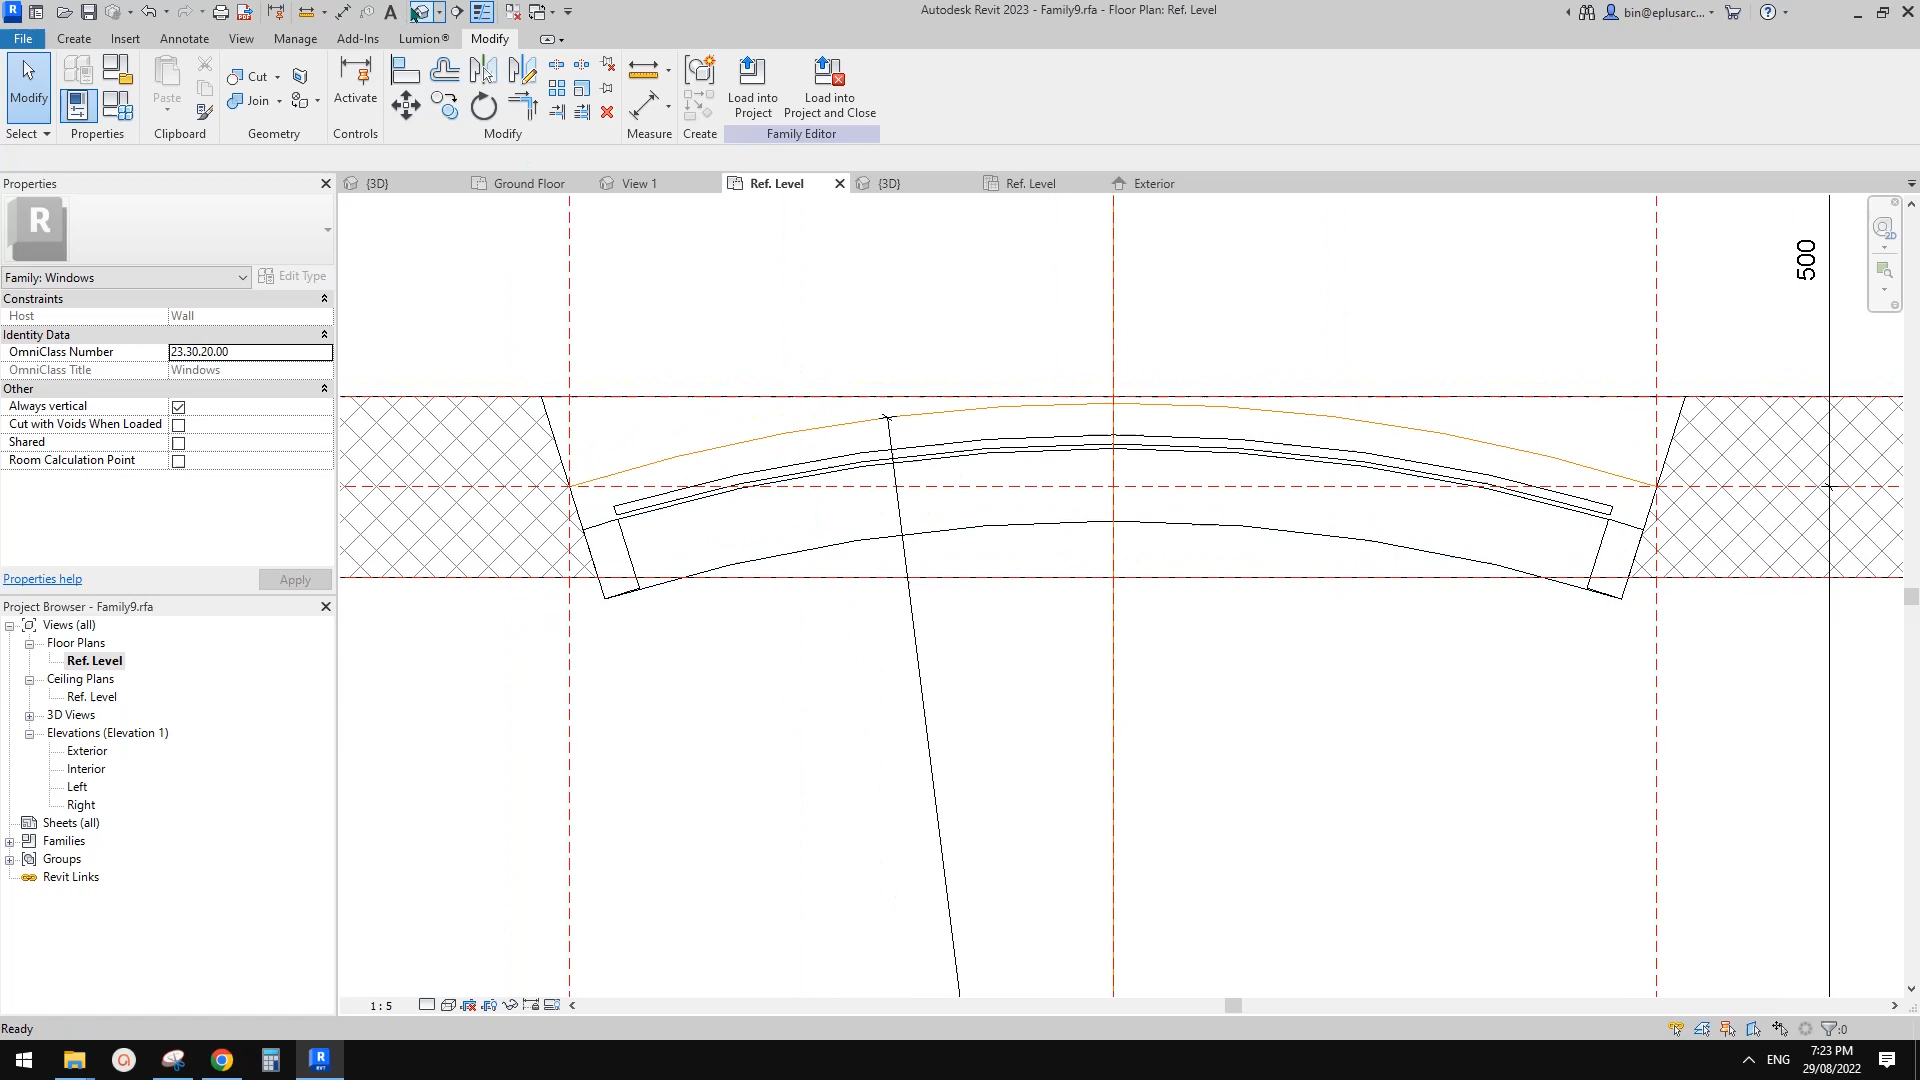 Autodesk Revit 2023 - Family9.rfa - Floor Plan: Ref. Level
bin@eplusarc...
File
Create
Insert
Annotate
View
Manage
Add-Ins
Lumion®
Modify
Modify
Paste
Cut
Join
Activate
Load into
Project
Load into
Project and Close
Select
Properties
Clipboard
Geometry
Controls
Modify
Measure
Create
Family Editor
Properties
{3D}
Ground Floor
View 1
Ref. Level
{3D}
Ref. Level
Exterior
R
Family: Windows
Edit Type
Constraints
Host
Wall
Identity Data
OmniClass Number
23.30.20.00
OmniClass Title
Windows
Other
Always vertical
Cut with Voids When Loaded
Shared
Room Calculation Point
Properties help
Apply
Project Browser - Family9.rfa
Views (all)
Floor Plans
Ref. Level
Ceiling Plans
Ref. Level
3D Views
Elevations (Elevation 1)
Exterior
Interior
Left
Right
Sheets (all)
Families
Groups
Revit Links
500
2D
1 : 5
Ready
:0
ENG
7:23 PM
29/08/2022